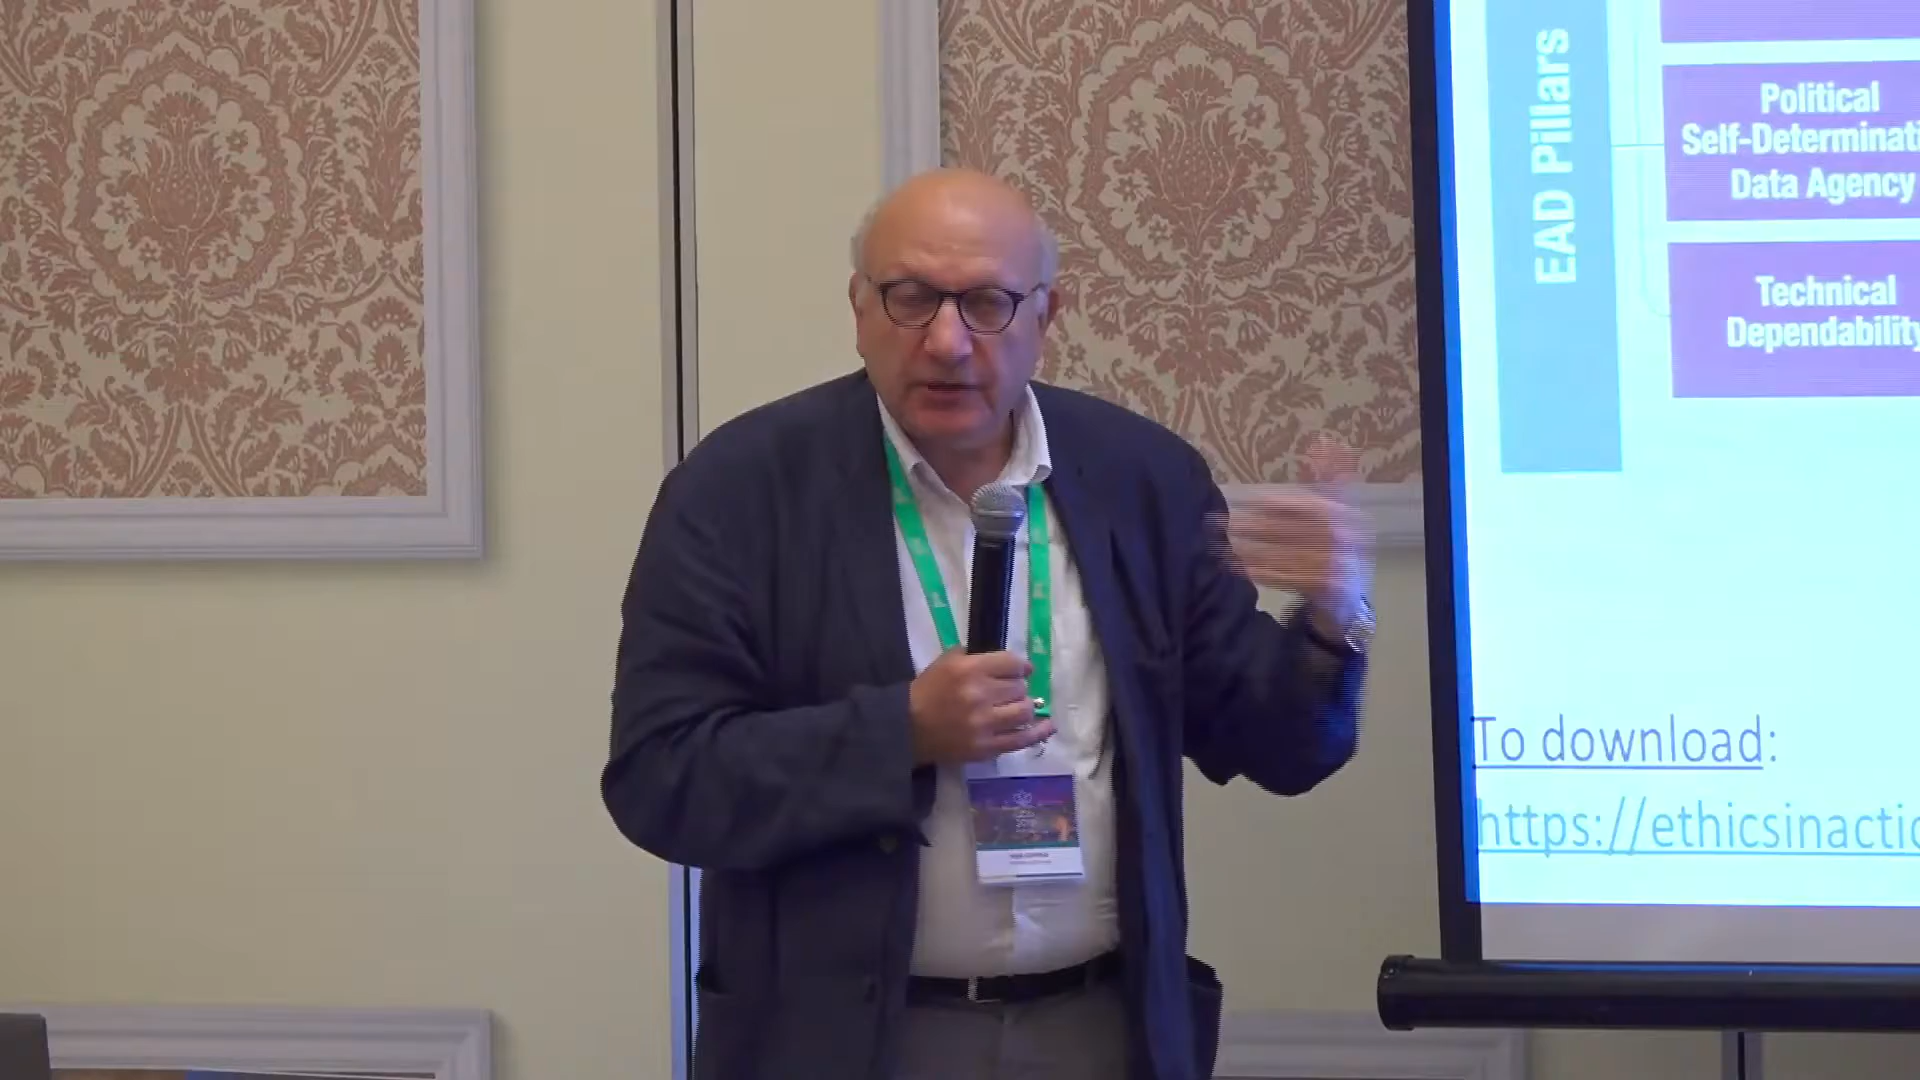 EAD Pillars
Political
Self-Determinati
Data Agency
Technical
Dependability
To download:
https://ethicsinactio